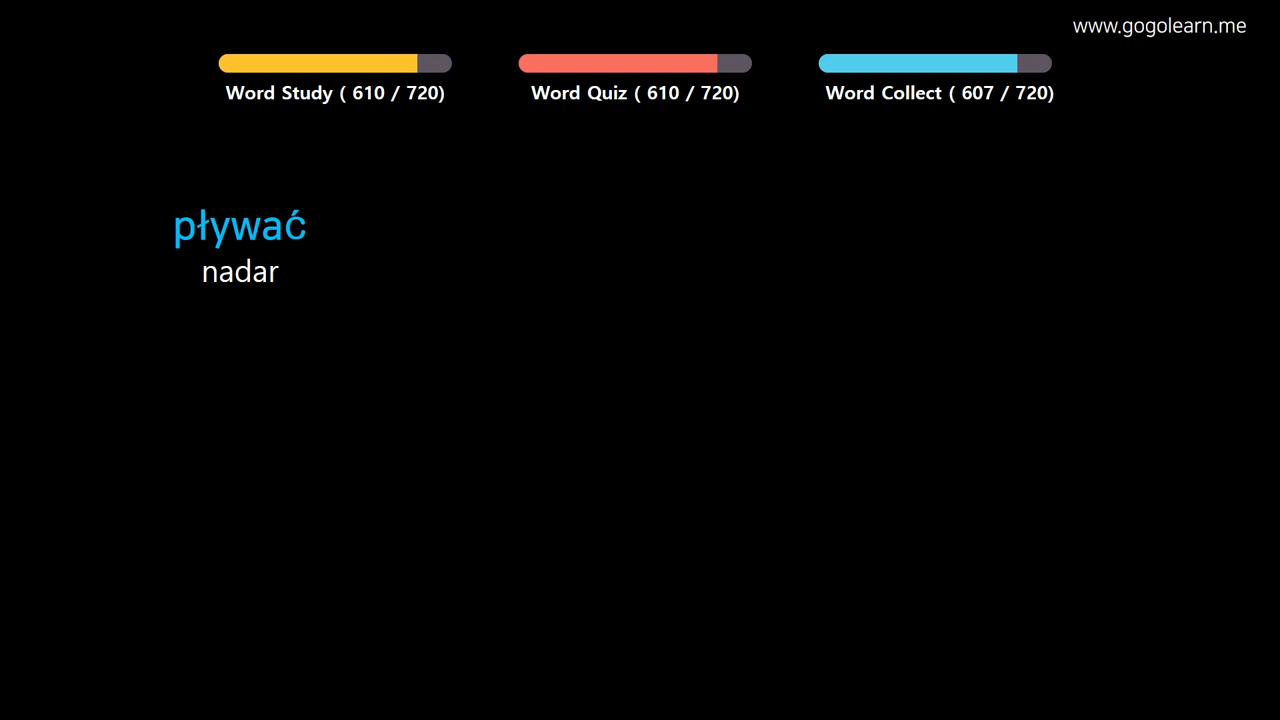 www.gogolearn.me
Word Study ( 610 / 720)
Word Quiz ( 610 / 720)
Word Collect ( 607 / 720)
pływać
nadar